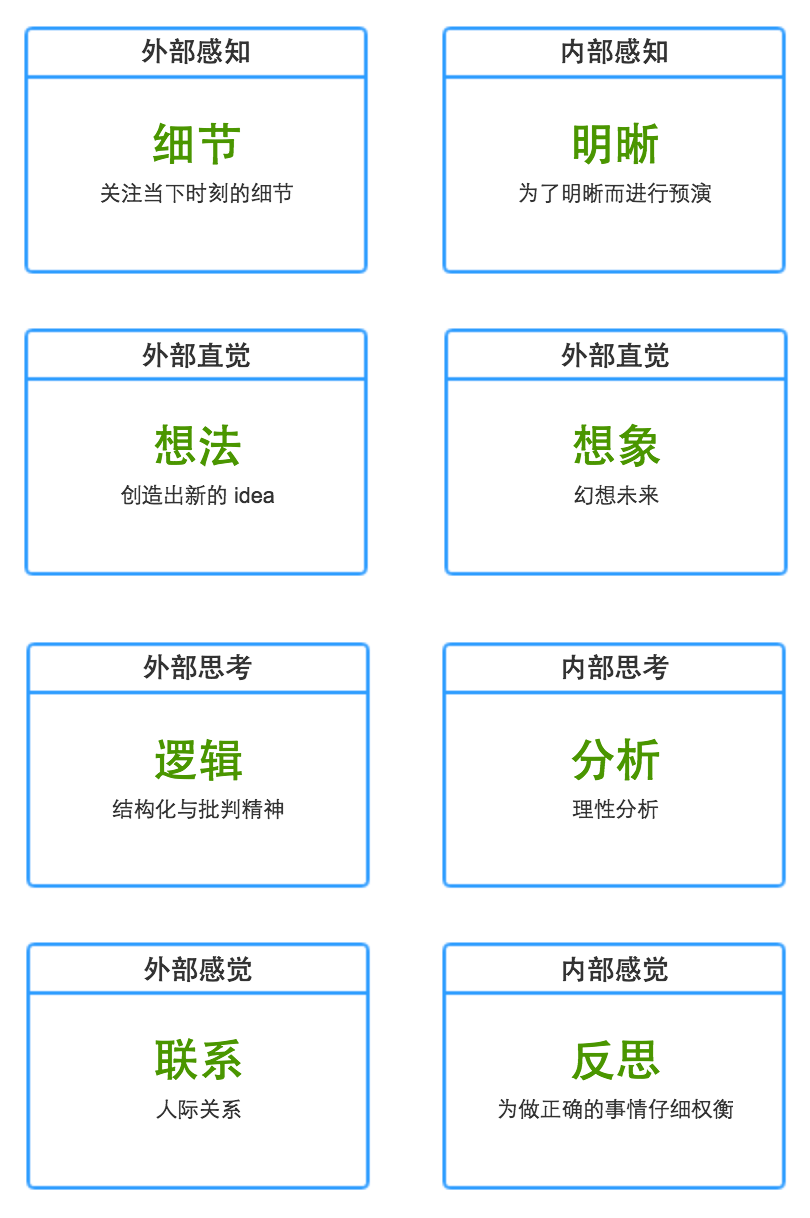 外部感知
细节
关注当下时刻的细节
内部感知
明晰
为了明晰而进行预演
外部直觉
想法
创造出新的 idea
外部直觉
想象
幻想未来
外部思考
逻辑
结构化与批判精神
内部思考
分析
理性分析
外部感觉
联系
人际关系
内部感觉
反思
为做正确的事情仔细权衡